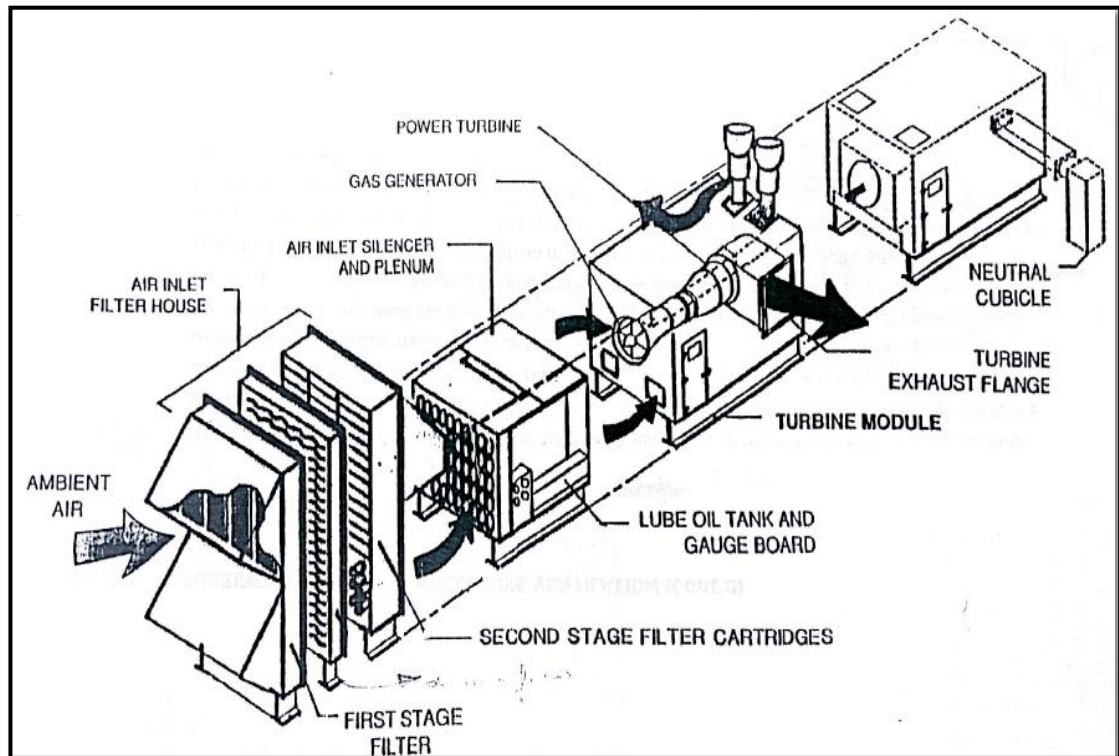 POWER TURBINE
GAS GENERATOR
AIR INLET SILENCER
AND PLENUM
AIR INLET
FILTER HOUSE
AMBIENT
AIR
NEUTRAL
CUBICLE
TURBINE
EXHAUST FLANGE
TURBINE MODULE
LUBE OIL TANK AND
GAUGE BOARD
SECOND STAGE FILTER CARTRIDGES
FIRST STAGE
FILTER